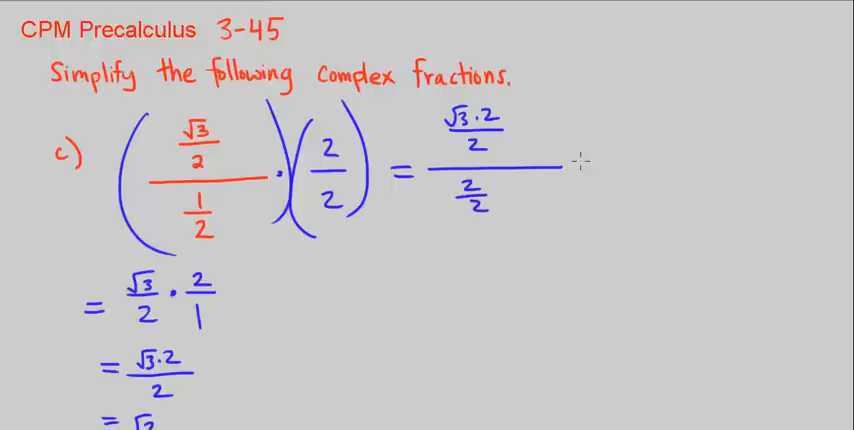 CPM Precalculus 3-45
Simplify the following complex fractions.
c) ( (√3/2)/(1/2) · ) (2/2) = (√3·2/2)/(2/2)
= √3/2 · 2/1
= √3·2/2
= √3